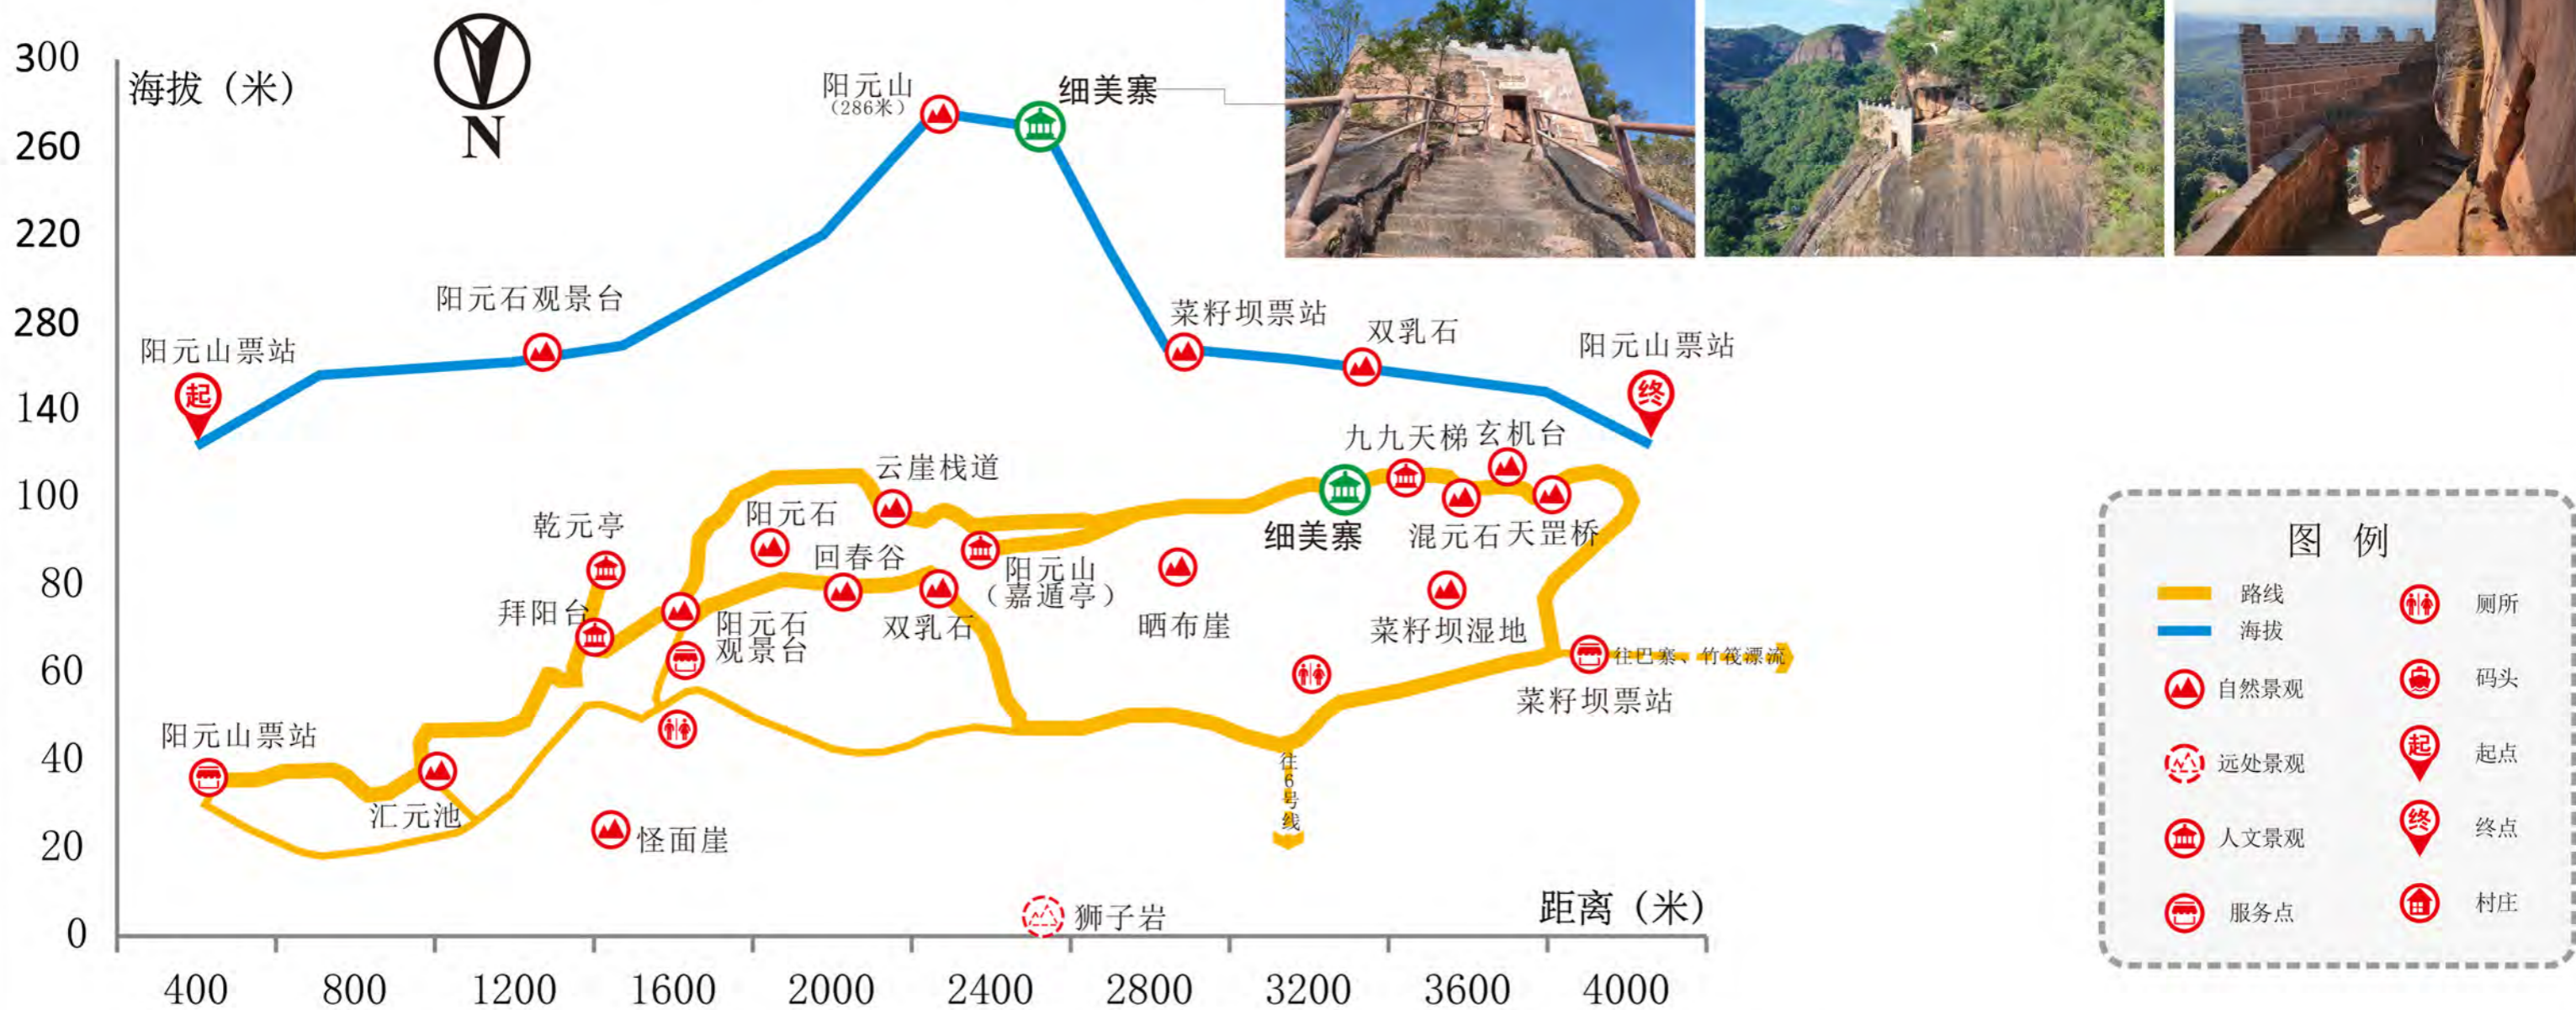 300
260
220
280
140
100
80
60
40
20
0
海拔（米）
N
阳元山
（286米）
细美寨
阳元石观景台
阳元山票站
起
菜籽坝票站
双乳石
阳元山票站
终
九九天梯
玄机台
云崖栈道
阳元石
乾元亭
回春谷
细美寨
混元石
天罡桥
阳元山
（嘉遁亭）
拜阳台
阳元石
观景台
双乳石
晒布崖
菜籽坝湿地
往巴寨、竹筏漂流
菜籽坝票站
阳元山票站
汇元池
怪面崖
往6号线
狮子岩
距离（米）
400
800
1200
1600
2000
2400
2800
3200
3600
4000
图 例
路线
海拔
自然景观
远处景观
人文景观
服务点
厕所
码头
起
起点
终
终点
村庄